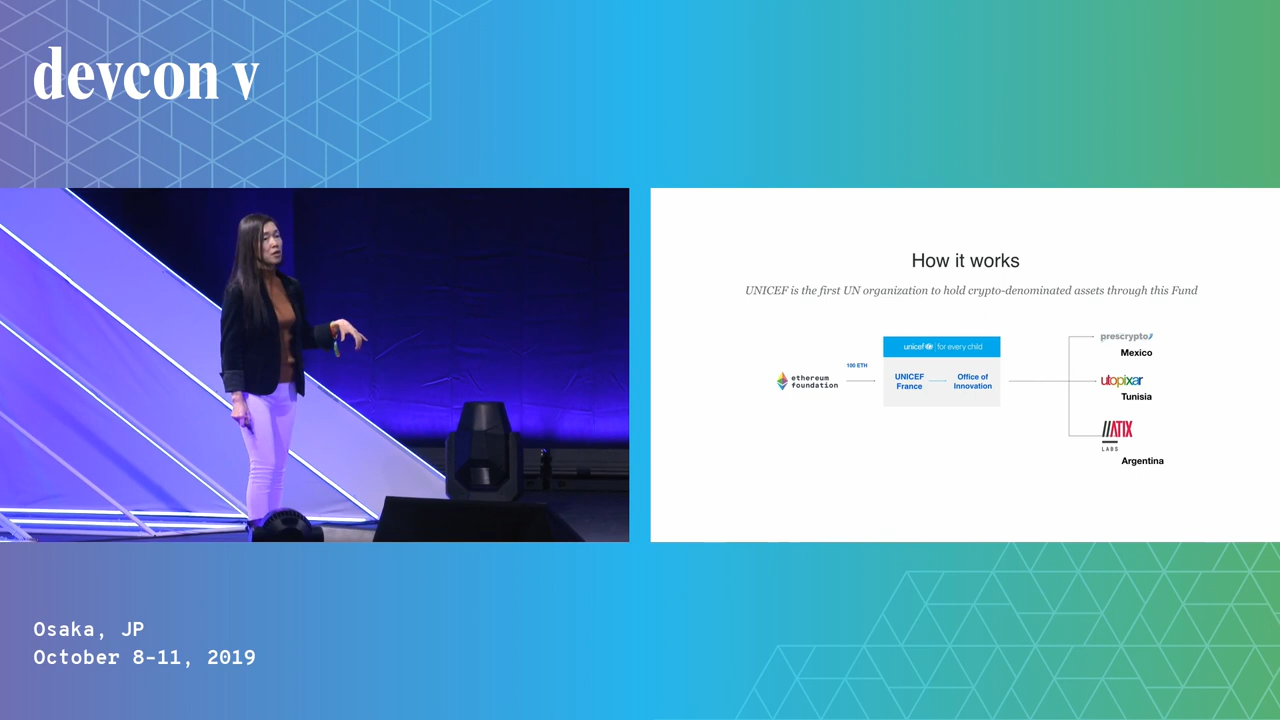 devcon v
How it works
UNICEF is the first UN organization to hold crypto-denominated assets through this Fund
ethereum
foundation
100 ETH
unicef for every child
UNICEF
France
Office of
Innovation
prescrypto
Mexico
utopixar
Tunisia
//ATIX
LABS
Argentina
Osaka, JP
October 8-11, 2019